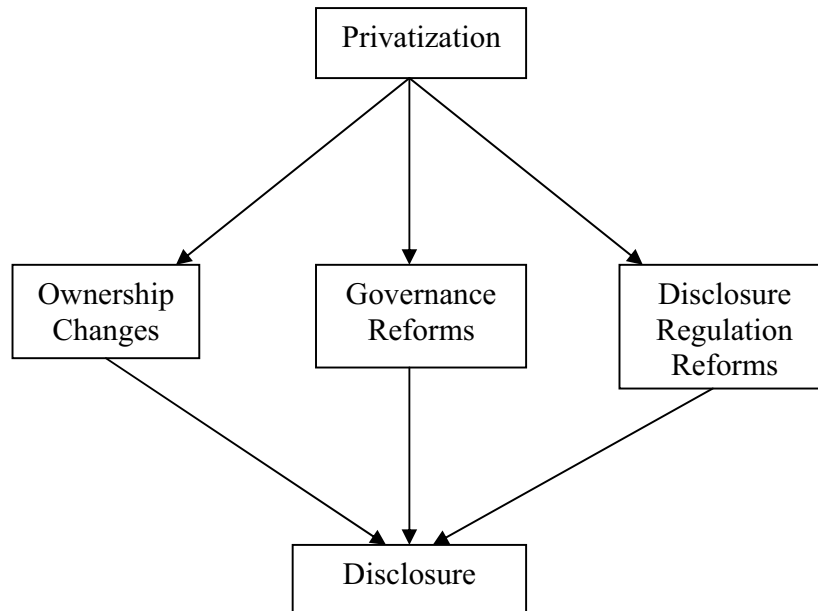 Privatization
Ownership
Changes
Governance
Reforms
Disclosure
Regulation
Reforms
Disclosure